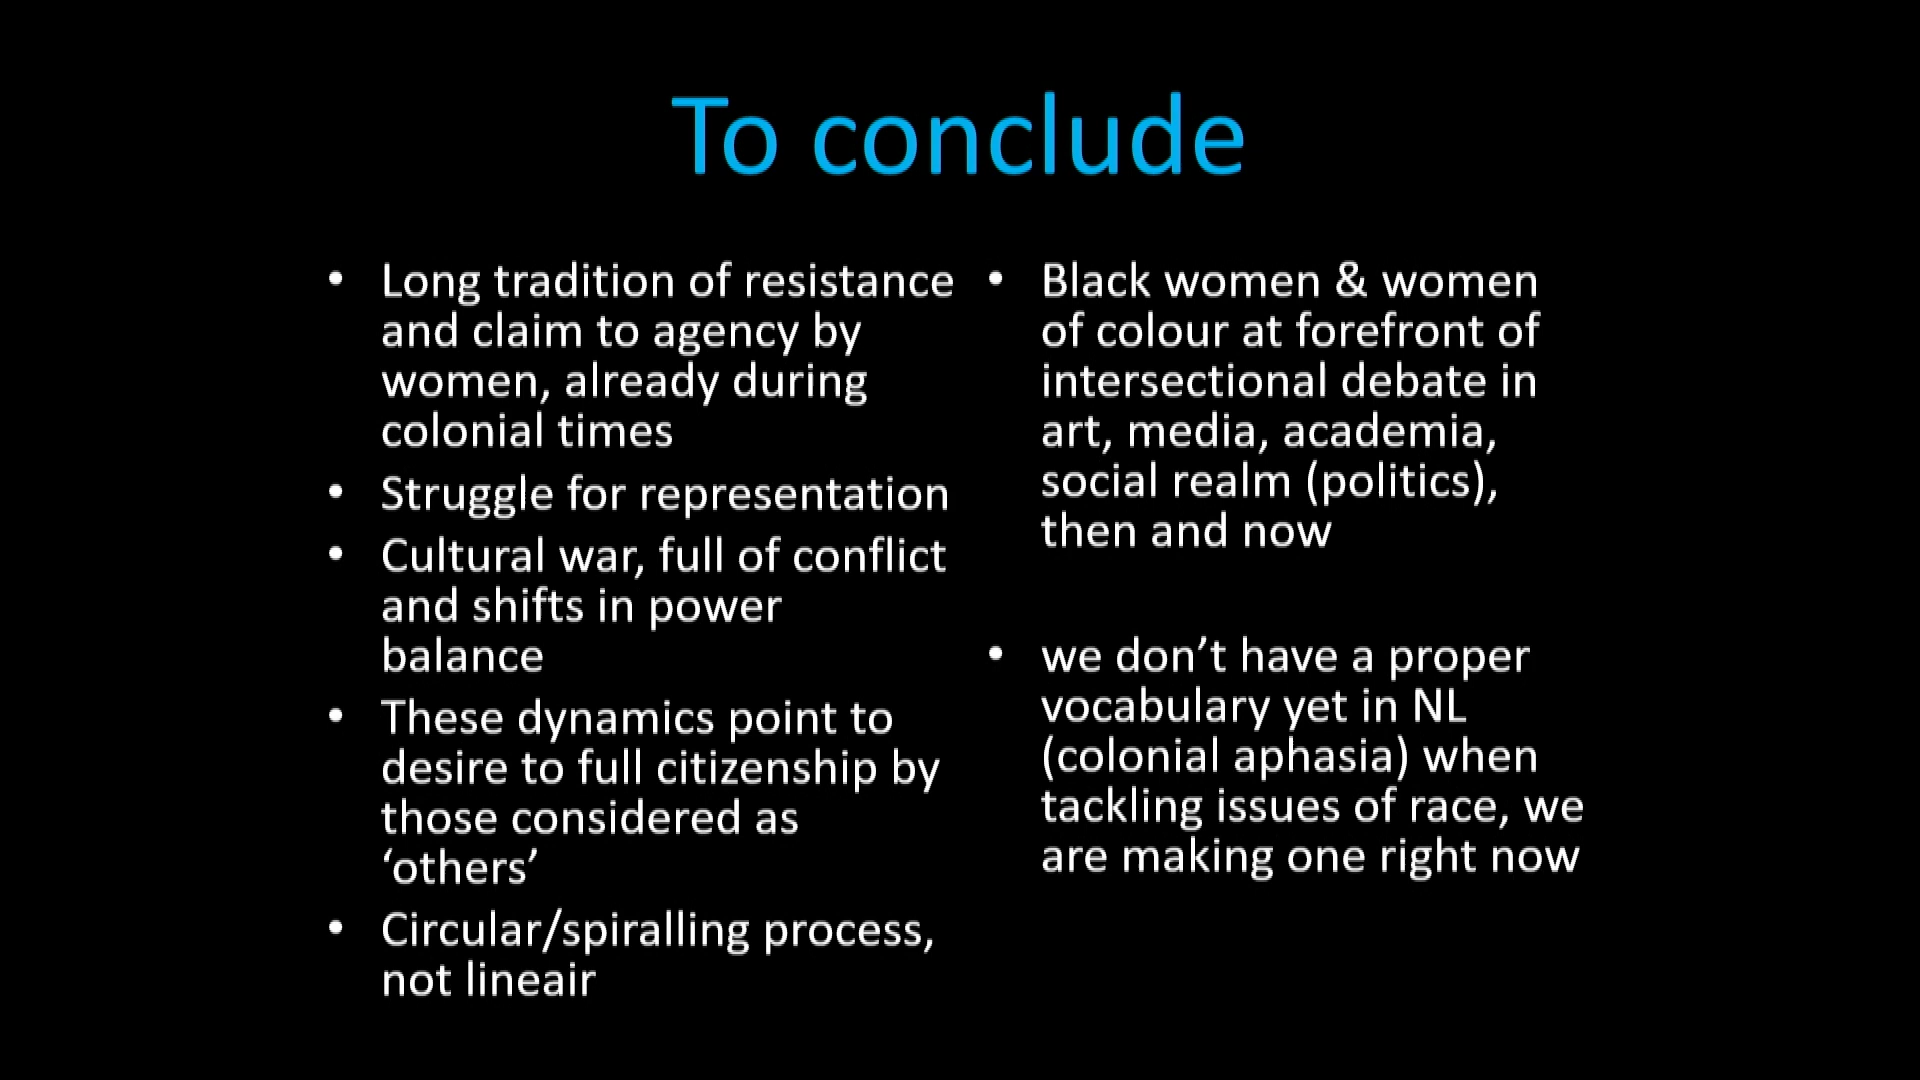 To conclude
• Long tradition of resistance
and claim to agency by
women, already during
colonial times
• Struggle for representation
• Cultural war, full of conflict
and shifts in power
balance
• These dynamics point to
desire to full citizenship by
those considered as
‘others’
• Circular/spiralling process,
not lineair
• Black women & women
of colour at forefront of
intersectional debate in
art, media, academia,
social realm (politics),
then and now
• we don’t have a proper
vocabulary yet in NL
(colonial aphasia) when
tackling issues of race, we
are making one right now